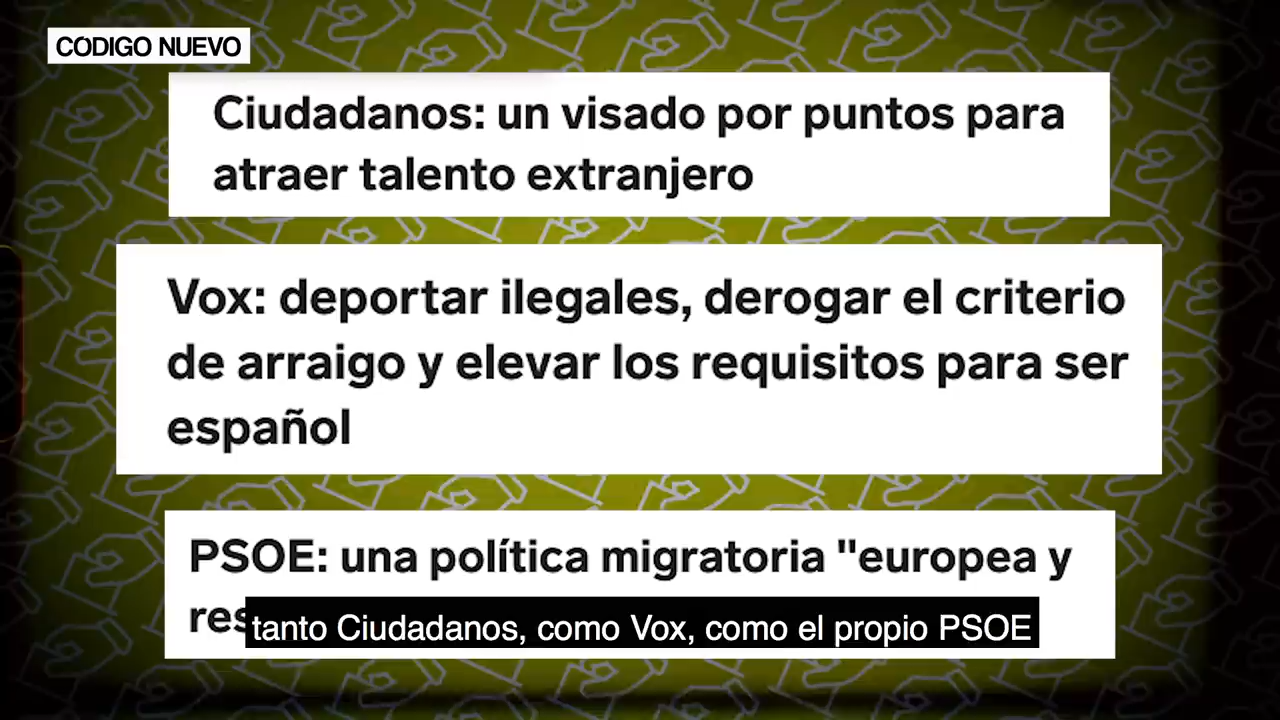 CODIGO NUEVO
Ciudadanos: un visado por puntos para
atraer talento extranjero
Vox: deportar ilegales, derogar el criterio
de arraigo y elevar los requisitos para ser
español
PSOE: una política migratoria "europea y
tanto Ciudadanos, como Vox, como el propio PSOE